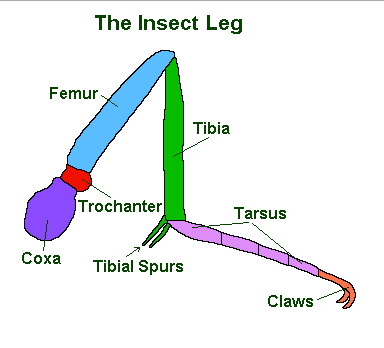 The Insect Leg
Femur
Tibia
Trochanter
Tarsus
Coxa
Tibial Spurs
Claws